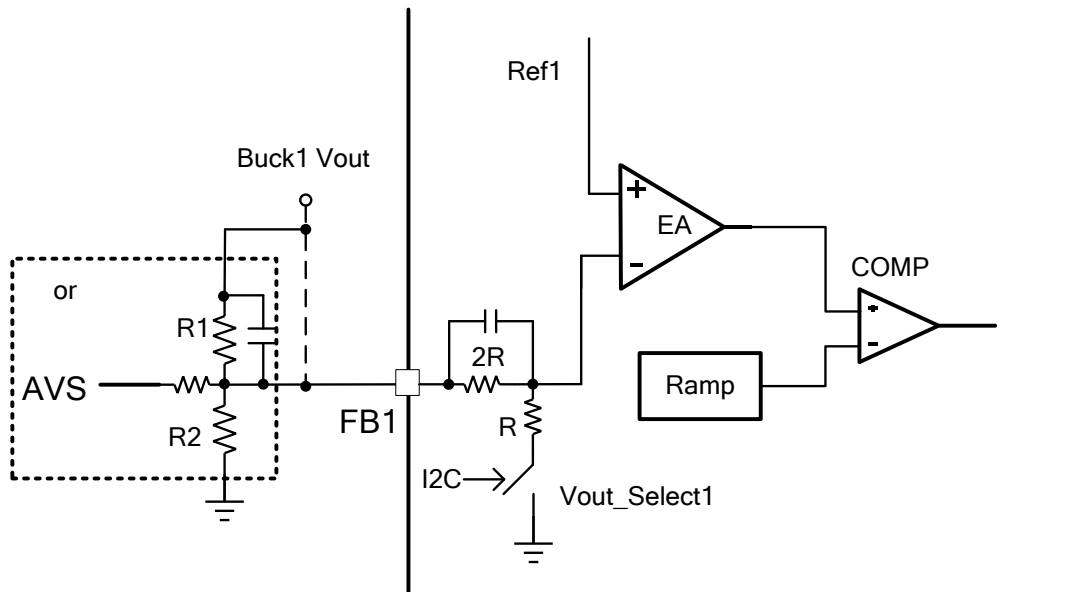 Ref1
Buck1 Vout
+
EA
-
COMP
or
R1
+
-
2R
Ramp
AVS
FB1
R
R2
I2C
Vout_Select1